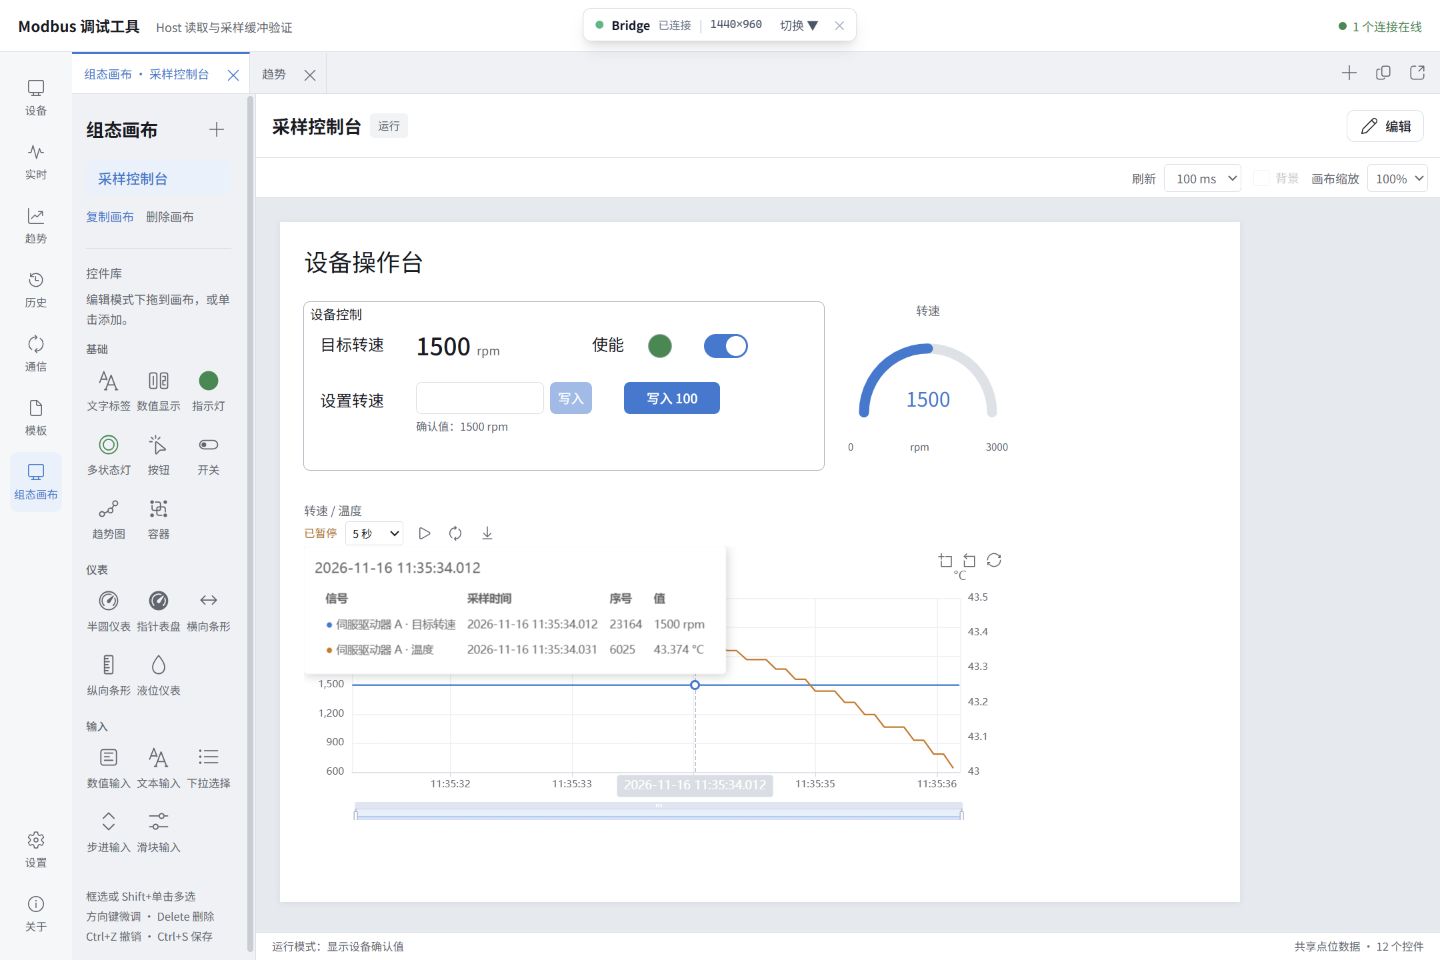 Modbus 调试工具 Host 读取与采样缓冲验证
Bridge 已连接 | 1440×960 切换 ▼
1 个连接在线
组态画布 · 采样控制台
趋势
设备
实时
趋势
历史
通信
模板
组态画布
设置
关于
组态画布
采样控制台
复制画布 删除画布
控件库
编辑模式下拖到画布，或单
击添加。
基础
文字标签 数值显示 指示灯
多状态灯 按钮 开关
趋势图 容器
仪表
半圆仪表 指针表盘 横向条形
纵向条形 液位仪表
输入
数值输入 文本输入 下拉选择
步进输入 滑块输入
框选或 Shift+单击多选
方向键微调 · Delete 删除
Ctrl+Z 撤销 · Ctrl+S 保存
采样控制台 运行
编辑
刷新 100 ms 背景 画布缩放 100%
设备操作台
设备控制
目标转速 1500 rpm 使能
设置转速 写入 写入 100
确认值：1500 rpm
转速
1500
0 rpm 3000
转速 / 温度
已暂停 5 秒
2026-11-16 11:35:34.012
信号 采样时间 序号 值
伺服驱动器 A · 目标转速 2026-11-16 11:35:34.012 23164 1500 rpm
伺服驱动器 A · 温度 2026-11-16 11:35:34.031 6025 43.374 °C
°C
43.5
43.4
43.3
43.2
43.1
43
1,500
1,200
900
600
11:35:32 11:35:33 2026-11-16 11:35:34.012 11:35:35 11:35:36
运行模式：显示设备确认值
共享点位数据 · 12 个控件